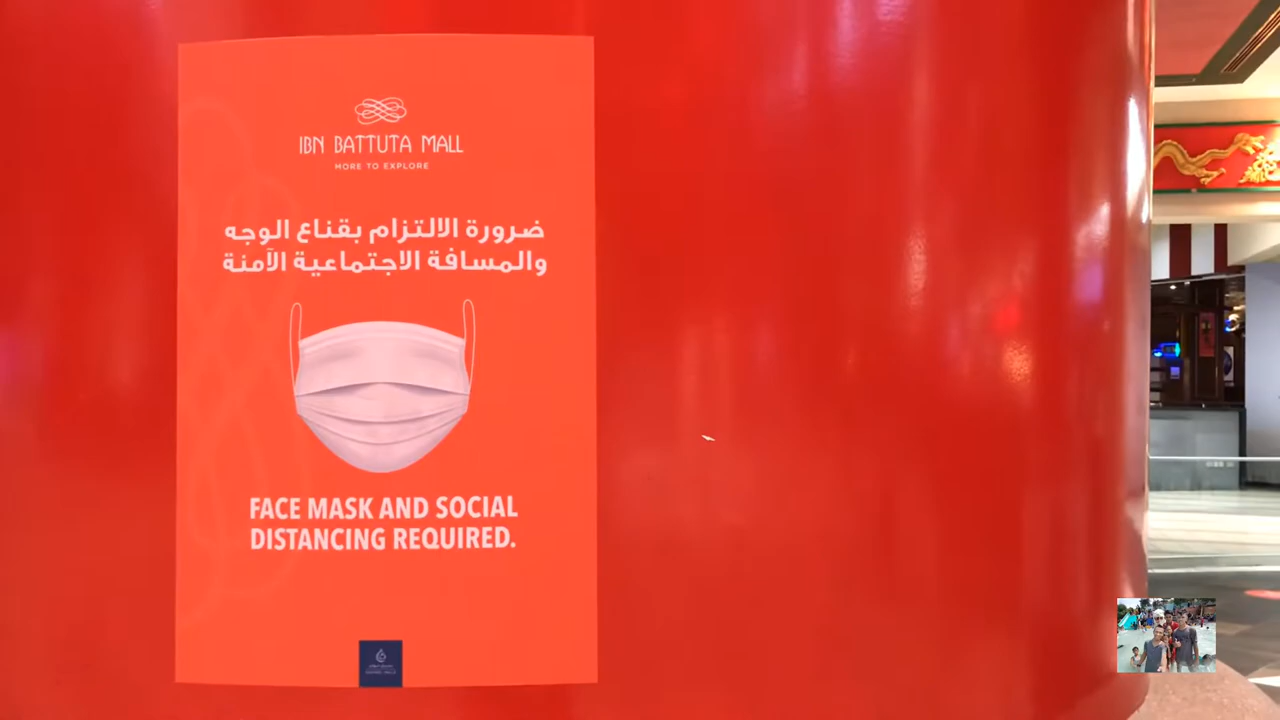 IBN BATTUTA MALL
MORE TO EXPLORE
ضرورة الالتزام بقناع الوجه
والمسافة الاجتماعية الآمنة
FACE MASK AND SOCIAL
DISTANCING REQUIRED.